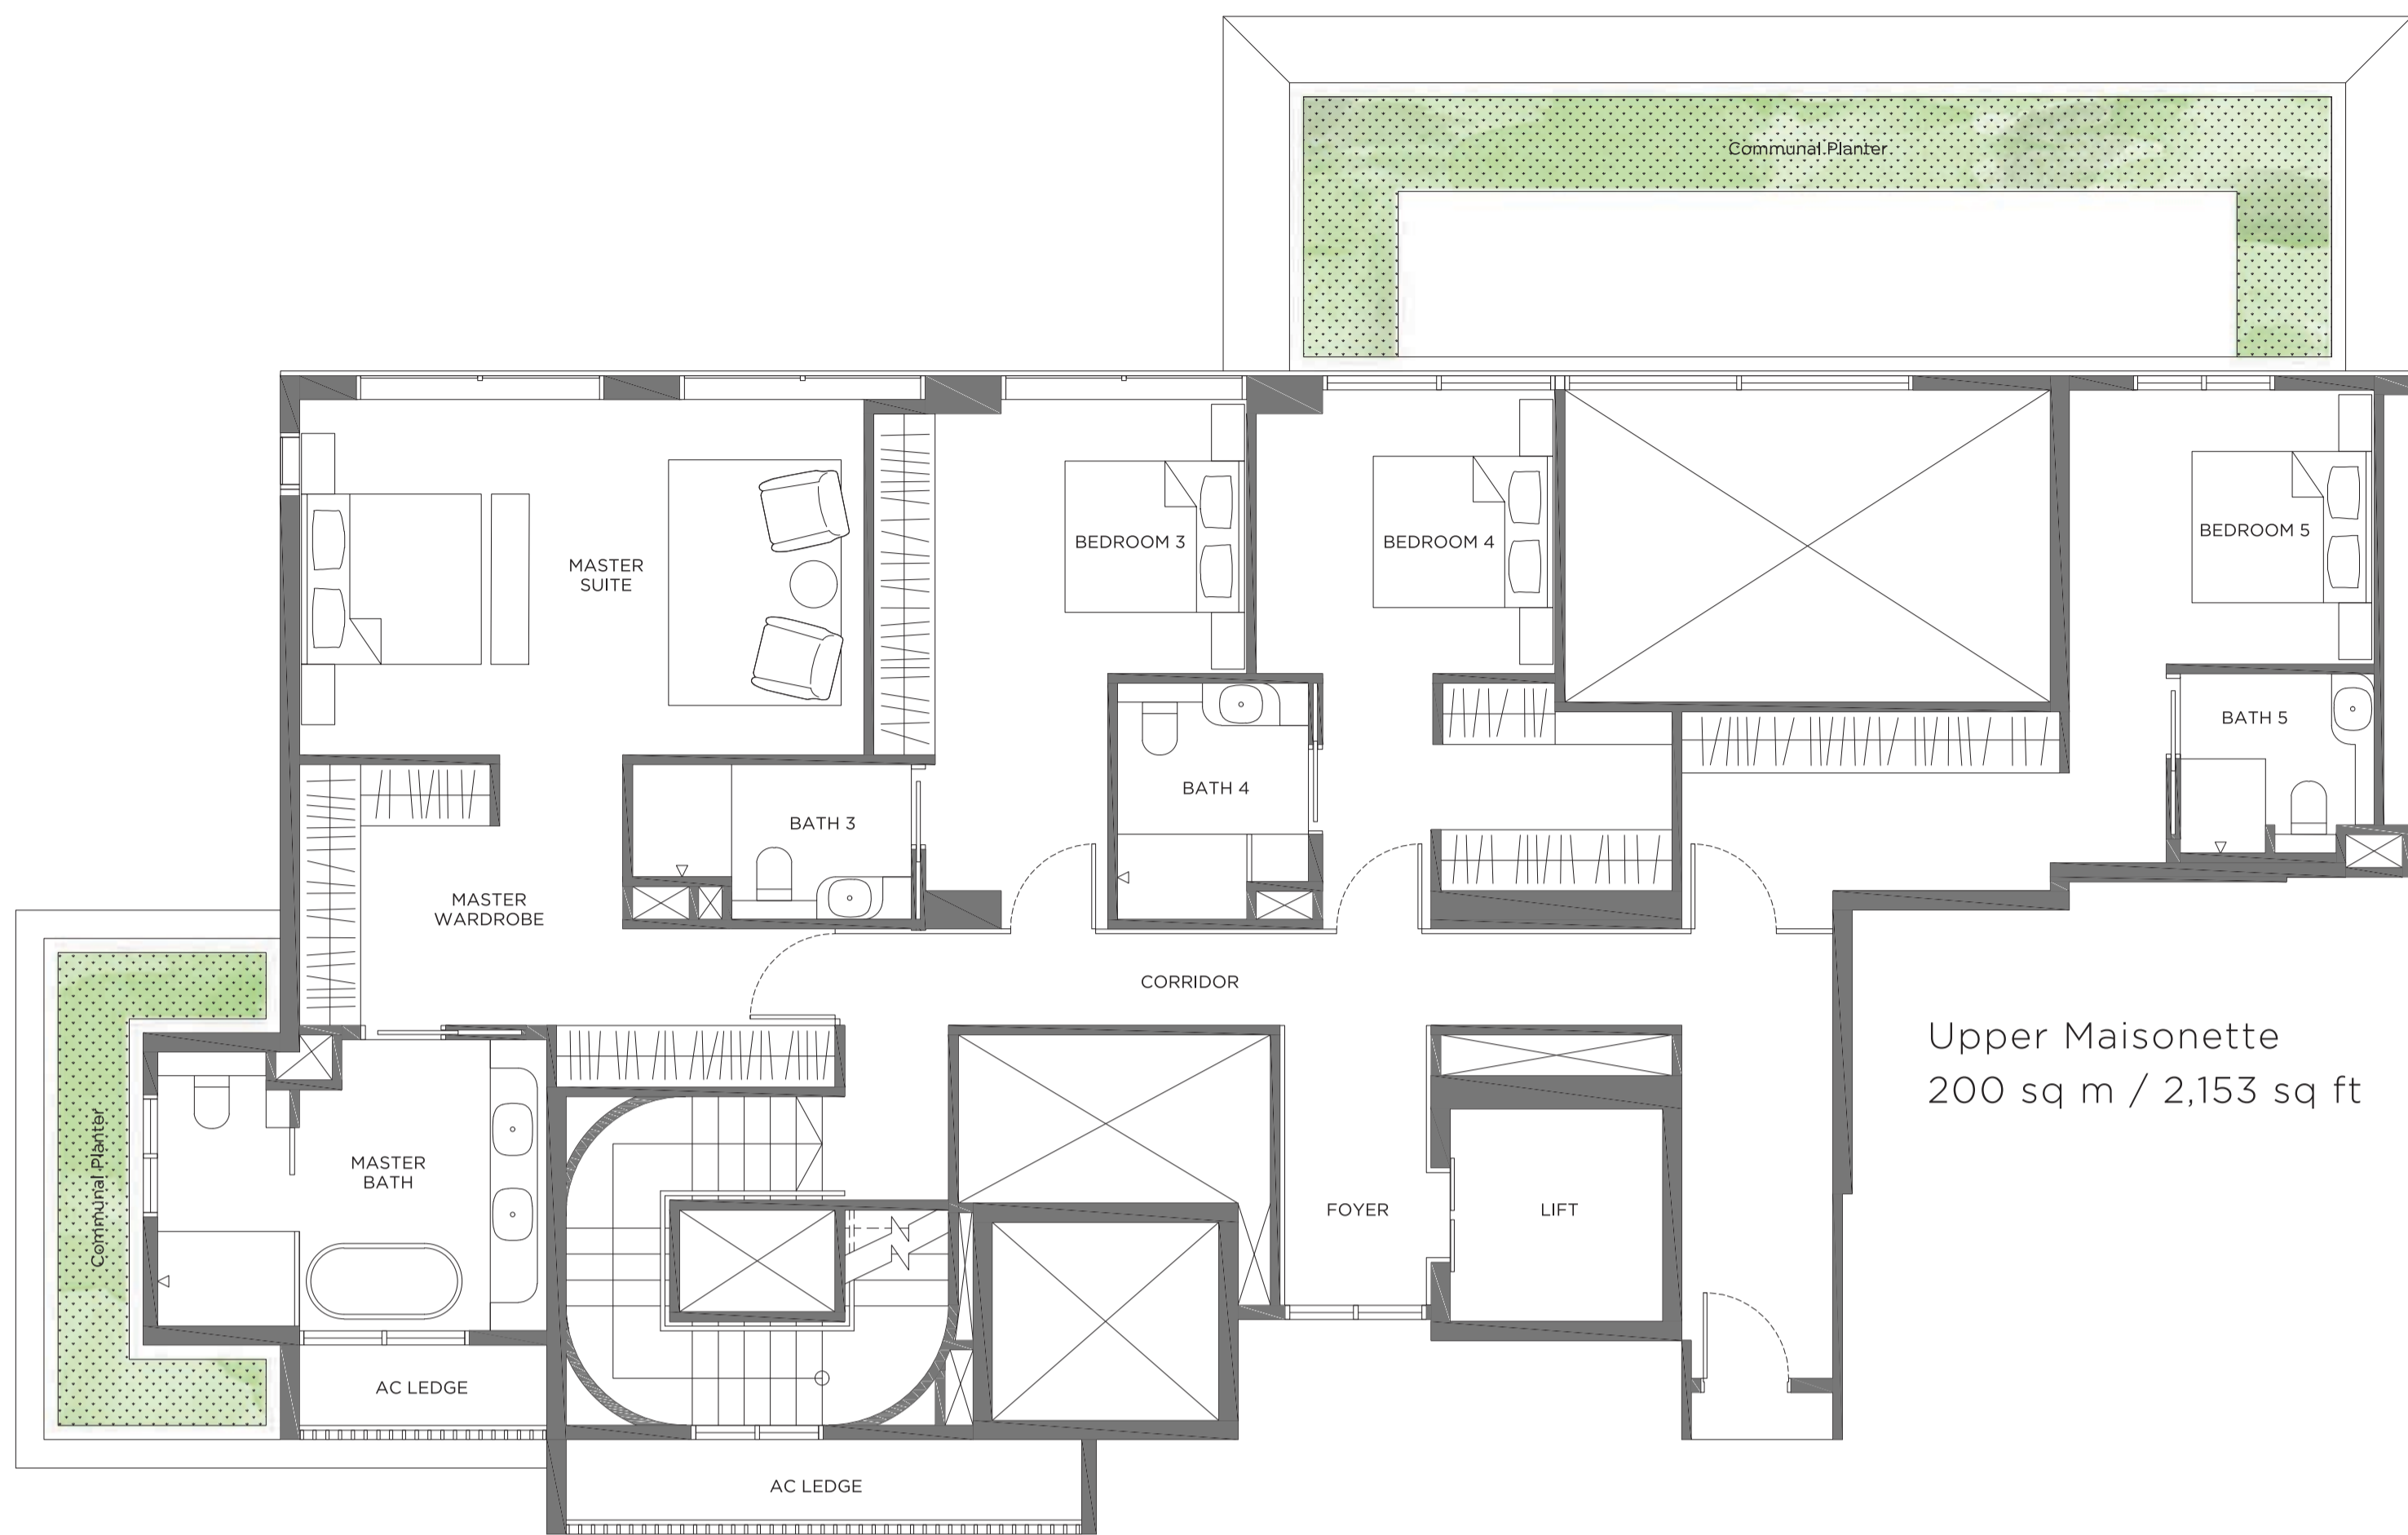 Communal Planter
BEDROOM 5
BEDROOM 3
BEDROOM 4
MASTER
SUITE
BATH 5
BATH 4
BATH 3
MASTER
WARDROBE
CORRIDOR
Upper Maisonette
200 sq m / 2,153 sq ft
Communal Planter
MASTER
BATH
FOYER
LIFT
AC LEDGE
AC LEDGE